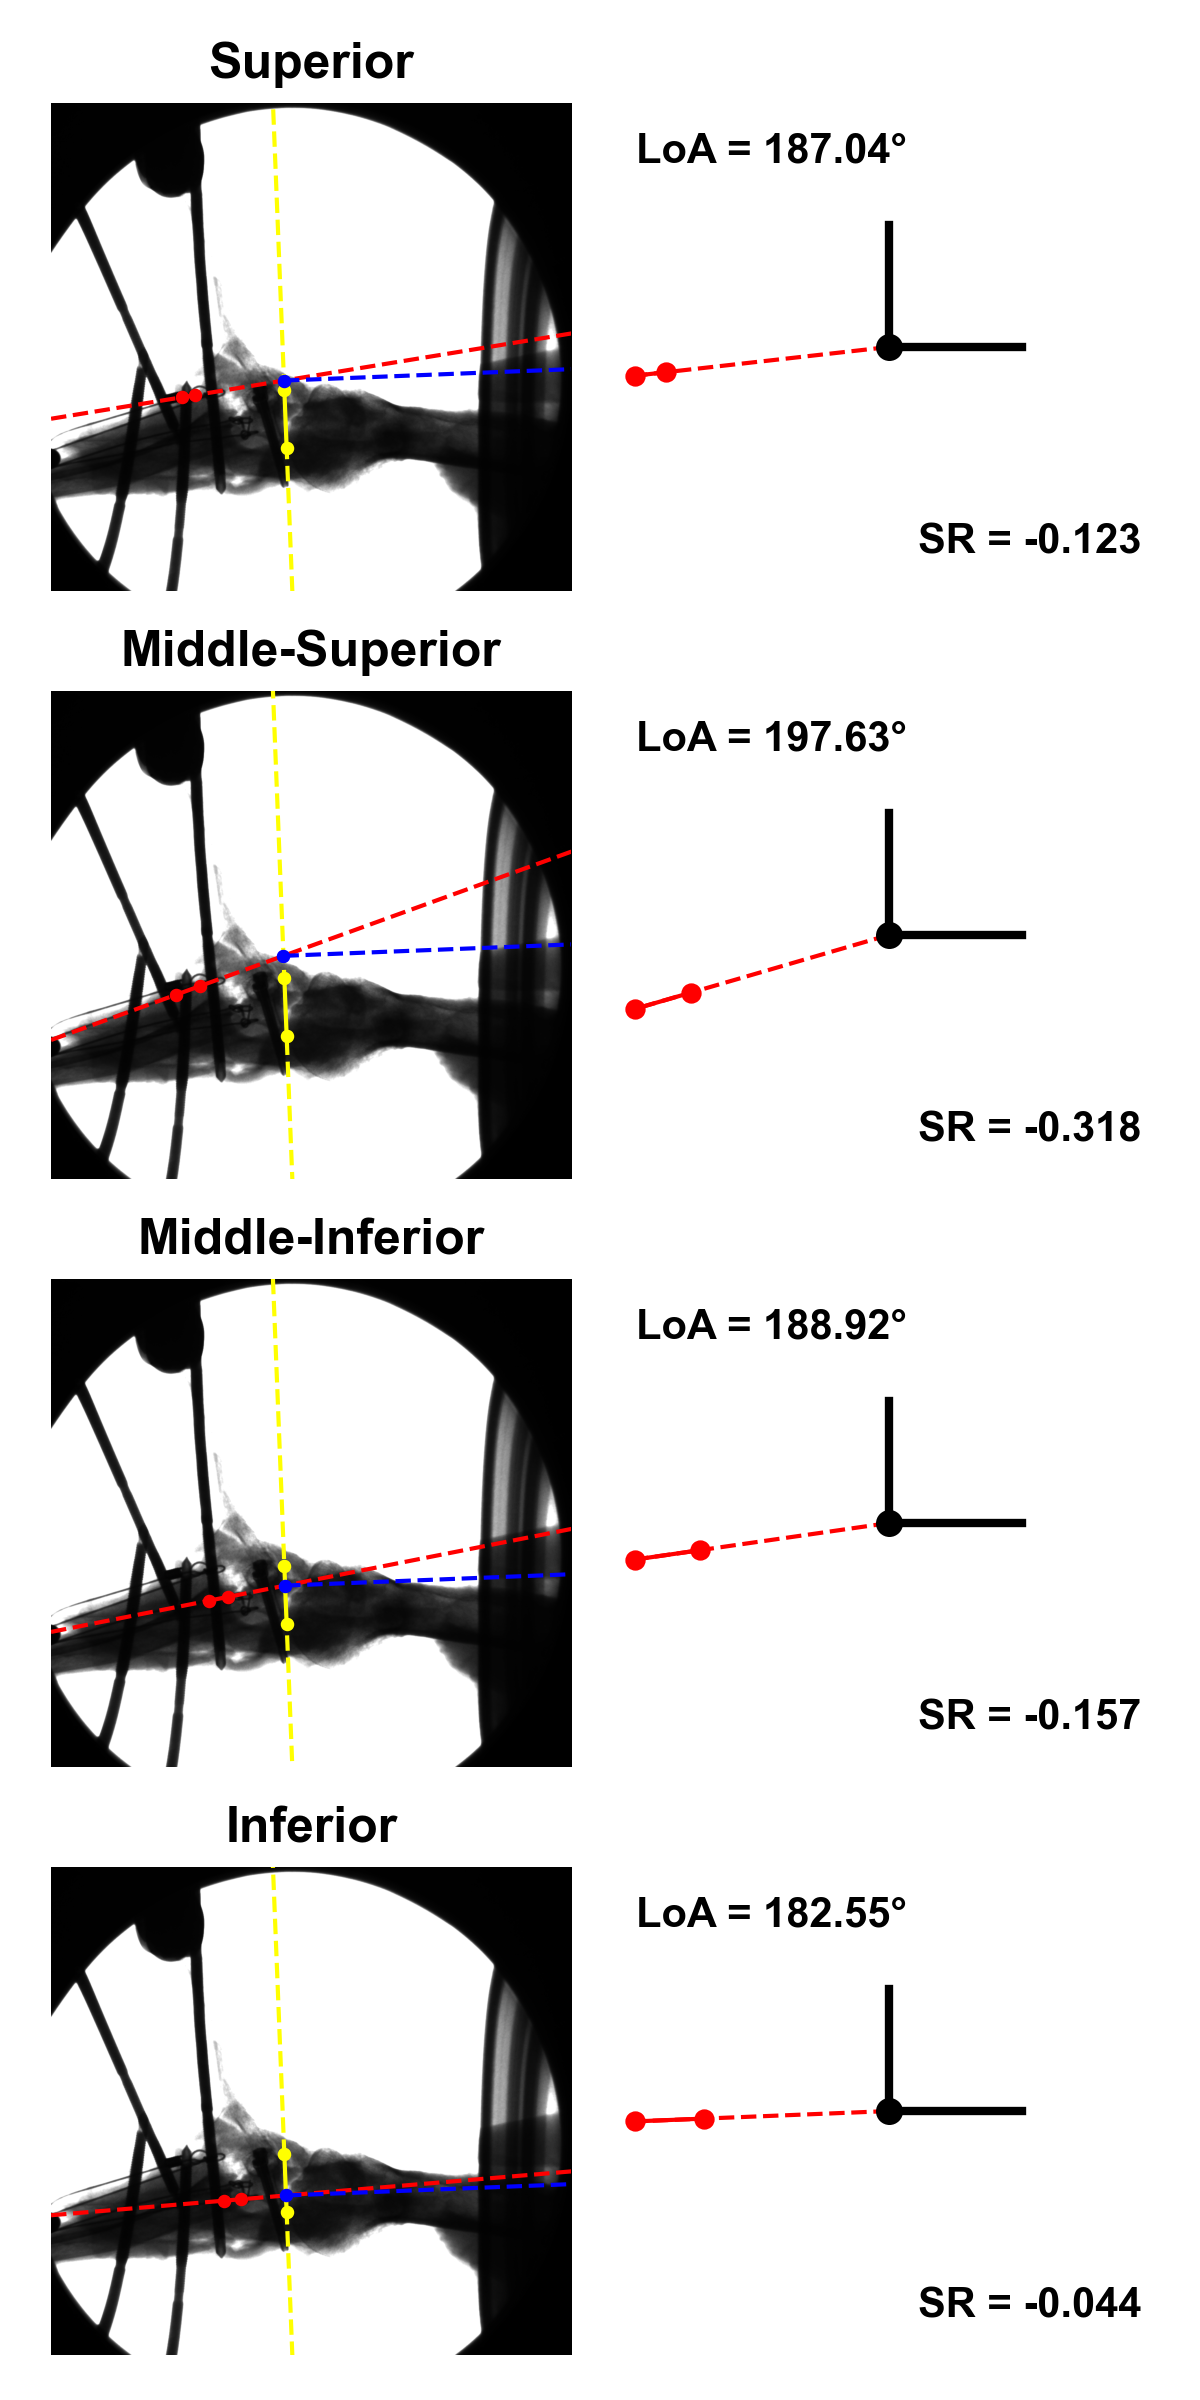 Superior
LoA = 187.04°
SR = -0.123
Middle-Superior
LoA = 197.63°
SR = -0.318
Middle-Inferior
LoA = 188.92°
SR = -0.157
Inferior
LoA = 182.55°
SR = -0.044